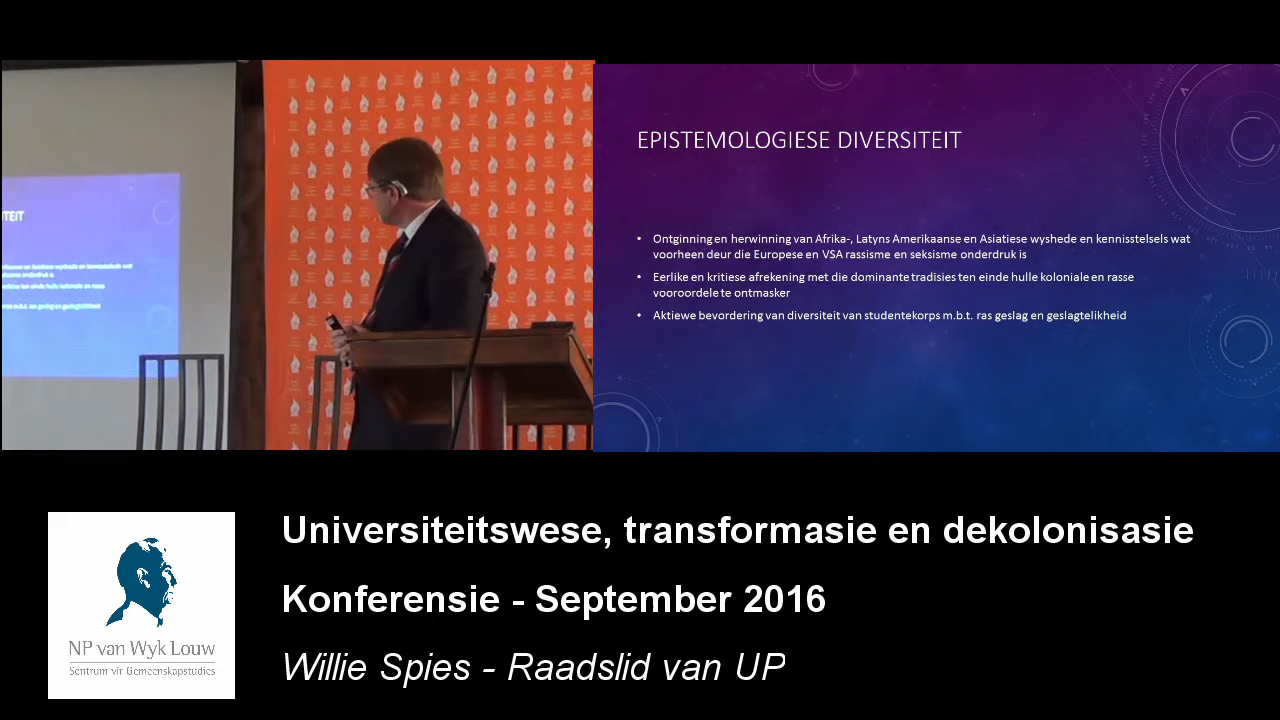 EPISTEMOLOGIESE DIVERSITEIT
• Ontginning en herwinning van Afrika-, Latyns Amerikaanse en Asiatiese wyshede en kennisstelsels wat
voorheen deur die Europese en VSA rassisme en seksisme onderdruk is
• Eerlike en kritiese afrekening met die dominante tradisies ten einde hulle koloniale en rasse
vooroordele te ontmasker
• Aktiewe bevordering van diversiteit van studentekorps m.b.t. ras geslag en geslagtelikheid
NP van Wyk Louw
Sentrum vir Gemeenskapstudies
Universiteitswese, transformasie en dekolonisasie
Konferensie - September 2016
Willie Spies - Raadslid van UP